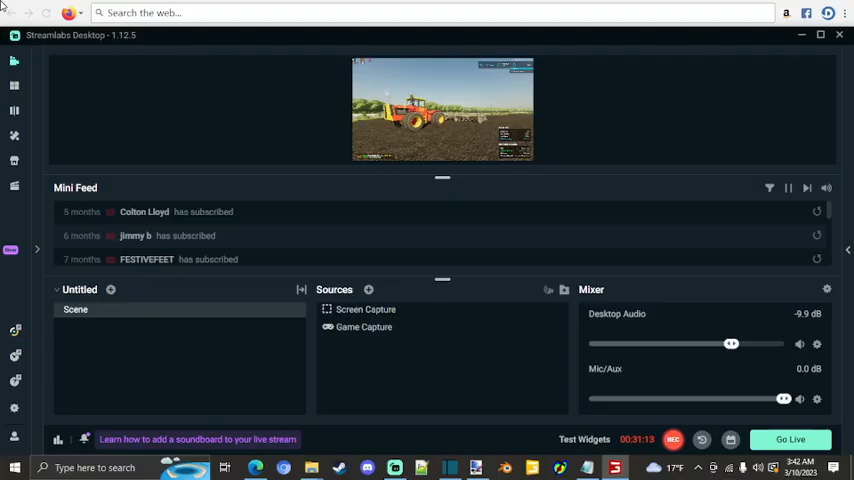 Search the web...
Streamlabs Desktop - 1.12.5
Mini Feed
5 months Colton Lloyd has subscribed
6 months jimmy b has subscribed
7 months FESTIVEFEET has subscribed
Untitled
Sources
Mixer
Scene
Screen Capture
Game Capture
Desktop Audio -9.9 dB
Mic/Aux 0.0 dB
New
Learn how to add a soundboard to your live stream
Test Widgets 00:31:13 REC Go Live
Type here to search
17°F
3:42 AM
3/10/2023